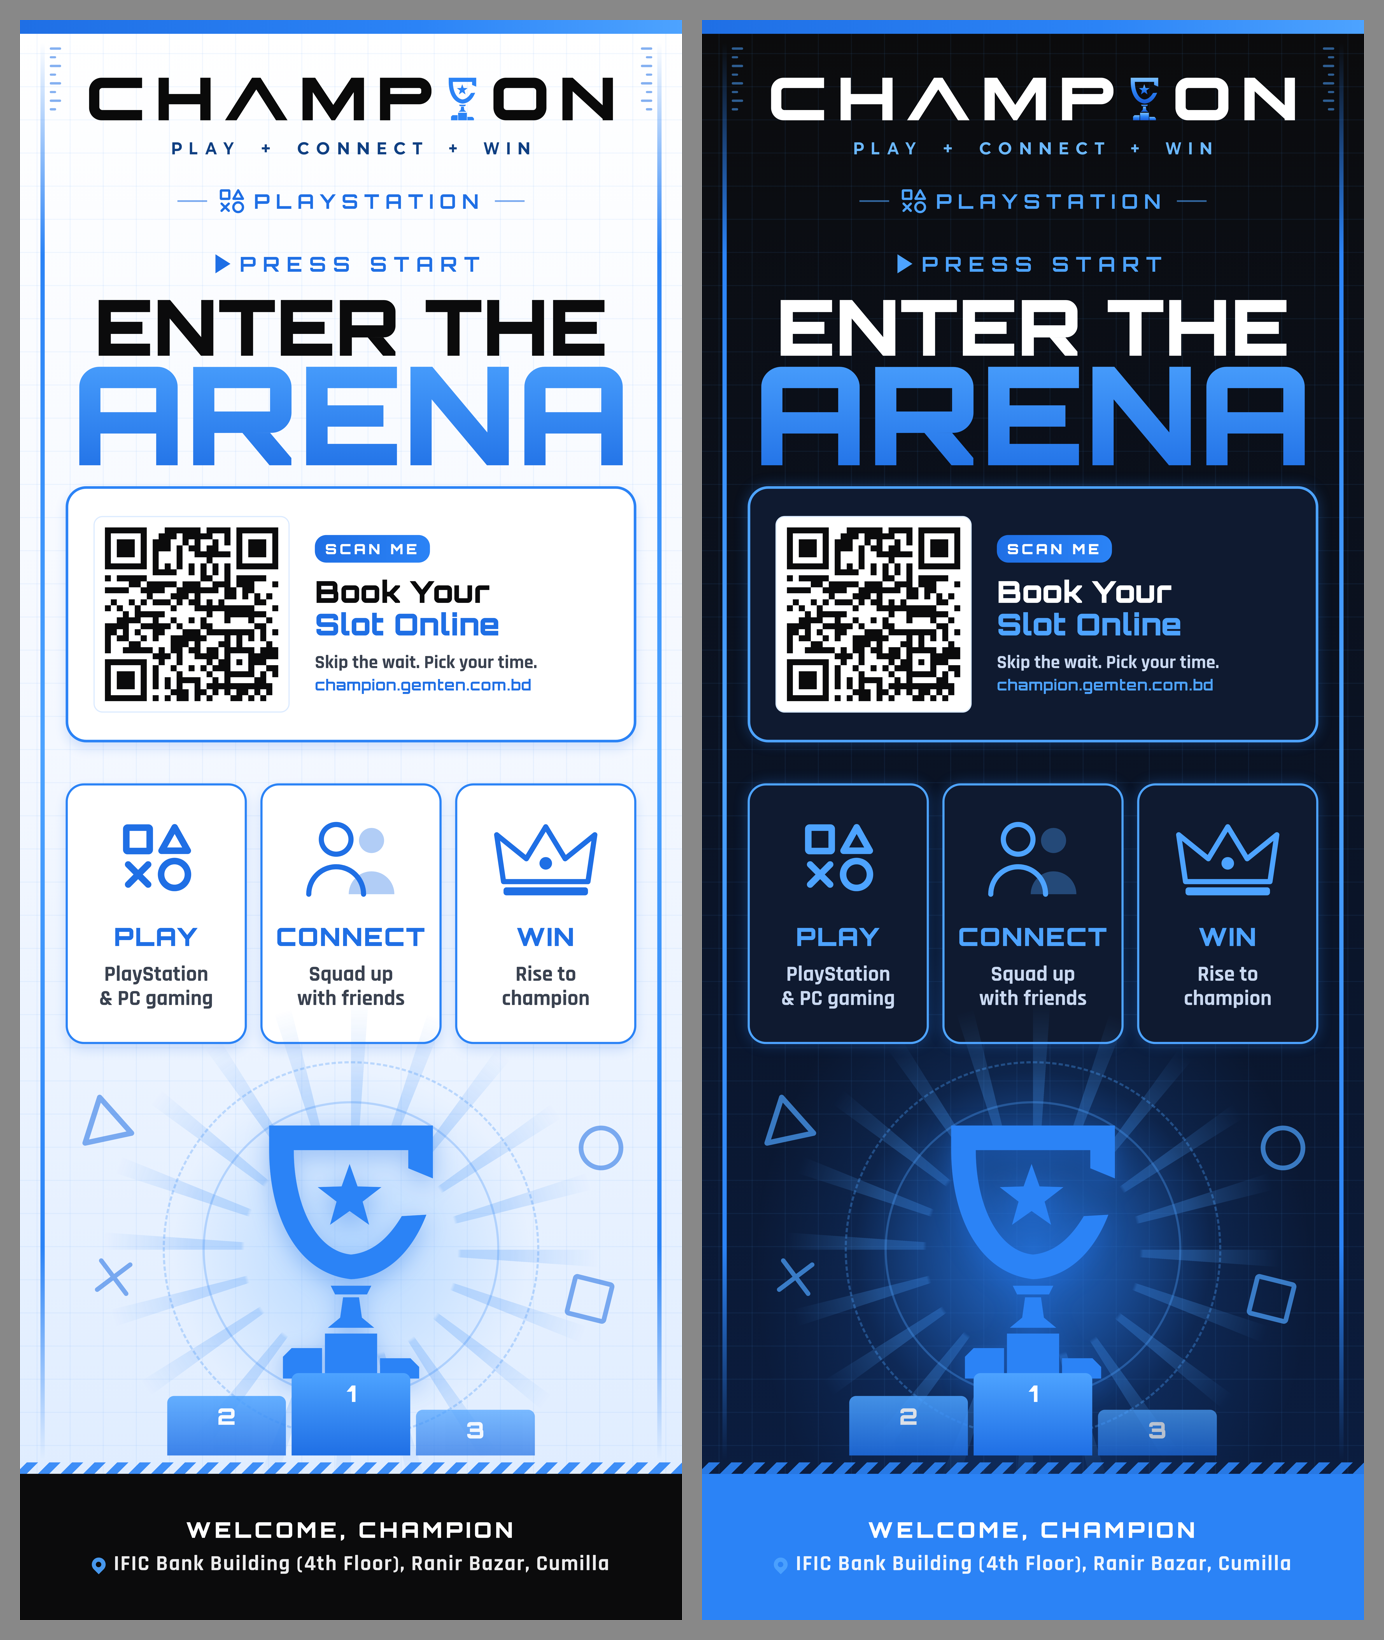 CHAMPION
PLAY + CONNECT + WIN
PLAYSTATION
PRESS START
ENTER THE
ARENA
SCAN ME
Book Your
Slot Online
Skip the wait. Pick your time.
champion.gemten.com.bd
PLAY
PlayStation
& PC gaming
CONNECT
Squad up
with friends
WIN
Rise to
champion
1
2
3
WELCOME, CHAMPION
IFIC Bank Building (4th Floor), Ranir Bazar, Cumilla
CHAMPION
PLAY + CONNECT + WIN
PLAYSTATION
PRESS START
ENTER THE
ARENA
SCAN ME
Book Your
Slot Online
Skip the wait. Pick your time.
champion.gemten.com.bd
PLAY
PlayStation
& PC gaming
CONNECT
Squad up
with friends
WIN
Rise to
champion
1
2
3
WELCOME, CHAMPION
IFIC Bank Building (4th Floor), Ranir Bazar, Cumilla